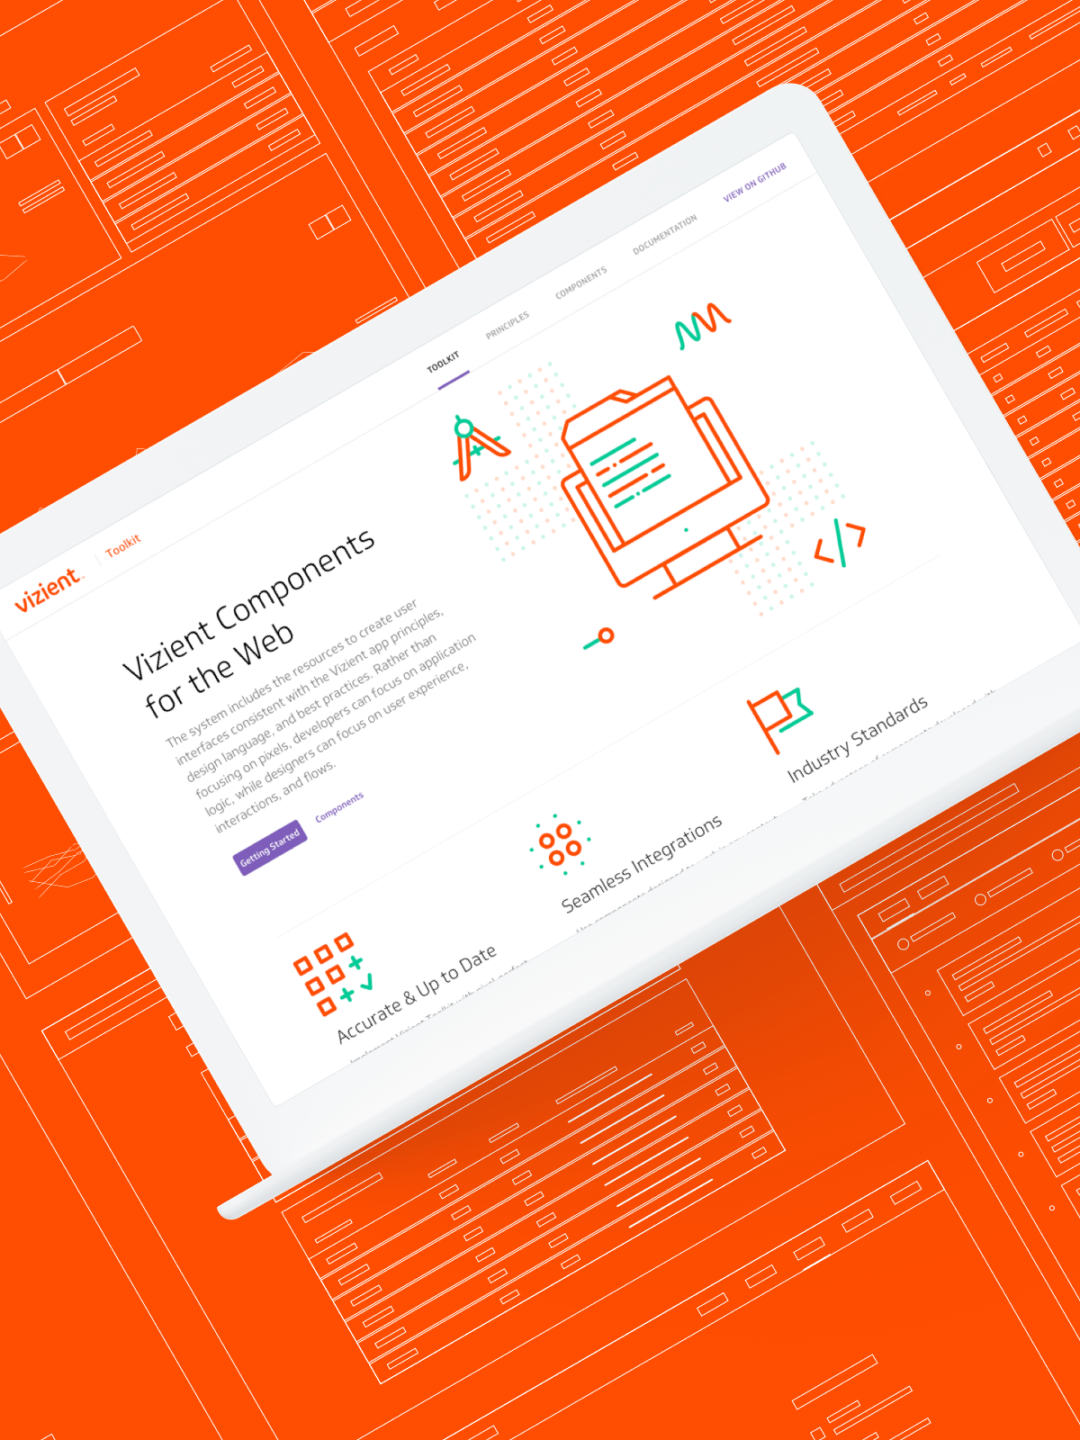 vizient
Toolkit
TOOLKIT
PRINCIPLES
COMPONENTS
DOCUMENTATION
VIEW ON GITHUB
Vizient Components
for the Web
The system includes the resources to create user
interfaces consistent with the Vizient app principles,
design language, and best practices. Rather than
focusing on pixels, developers can focus on application
logic, while designers can focus on user experience,
interactions, and flows.
Getting Started
Components
Accurate & Up to Date
Seamless Integrations
Industry Standards